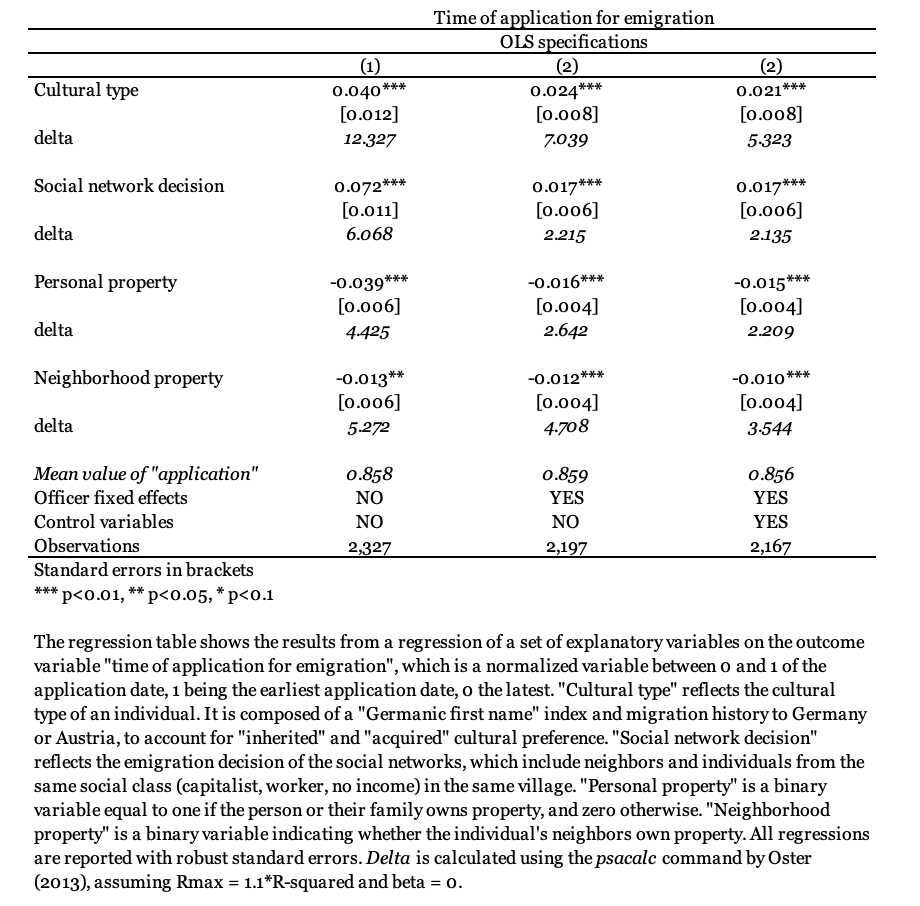 Time of application for emigration
OLS specifications
(1) (2) (2)
Cultural type 0.040*** 0.024*** 0.021***
[0.012] [0.008] [0.008]
delta 12.327 7.039 5.323
Social network decision 0.072*** 0.017*** 0.017***
[0.011] [0.006] [0.006]
delta 6.068 2.215 2.135
Personal property -0.039*** -0.016*** -0.015***
[0.006] [0.004] [0.004]
delta 4.425 2.642 2.209
Neighborhood property -0.013** -0.012*** -0.010***
[0.006] [0.004] [0.004]
delta 5.272 4.708 3.544
Mean value of "application" 0.858 0.859 0.856
Officer fixed effects NO YES YES
Control variables NO NO YES
Observations 2,327 2,197 2,167
Standard errors in brackets
*** p<0.01, ** p<0.05, * p<0.1
The regression table shows the results from a regression of a set of explanatory variables on the outcome
variable "time of application for emigration", which is a normalized variable between 0 and 1 of the
application date, 1 being the earliest application date, 0 the latest. "Cultural type" reflects the cultural
type of an individual. It is composed of a "Germanic first name" index and migration history to Germany
or Austria, to account for "inherited" and "acquired" cultural preference. "Social network decision"
reflects the emigration decision of the social networks, which include neighbors and individuals from the
same social class (capitalist, worker, no income) in the same village. "Personal property" is a binary
variable equal to one if the person or their family owns property, and zero otherwise. "Neighborhood
property" is a binary variable indicating whether the individual's neighbors own property. All regressions
are reported with robust standard errors. Delta is calculated using the psacalc command by Oster
(2013), assuming Rmax = 1.1*R-squared and beta = 0.